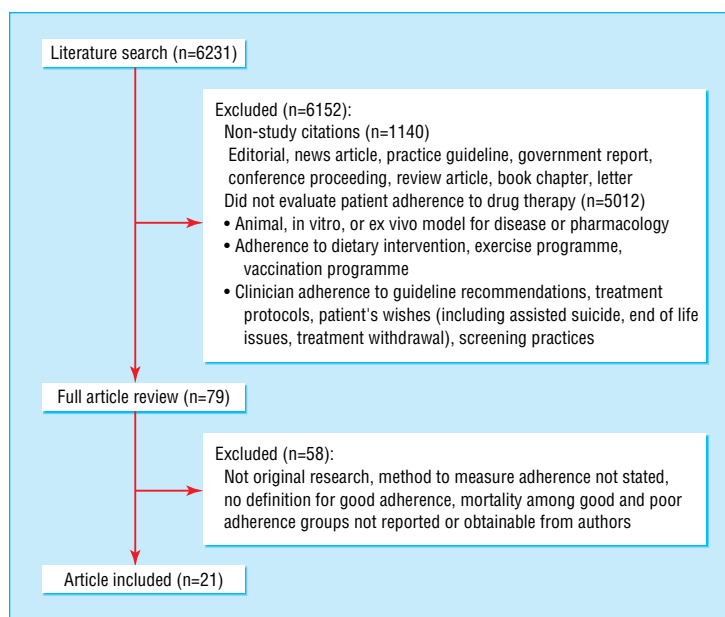 Literature search (n=6231)
Excluded (n=6152):
Non-study citations (n=1140)
Editorial, news article, practice guideline, government report,
conference proceeding, review article, book chapter, letter
Did not evaluate patient adherence to drug therapy (n=5012)
• Animal, in vitro, or ex vivo model for disease or pharmacology
• Adherence to dietary intervention, exercise programme,
vaccination programme
• Clinician adherence to guideline recommendations, treatment
protocols, patient's wishes (including assisted suicide, end of life
issues, treatment withdrawal), screening practices
Full article review (n=79)
Excluded (n=58):
Not original research, method to measure adherence not stated,
no definition for good adherence, mortality among good and poor
adherence groups not reported or obtainable from authors
Article included (n=21)